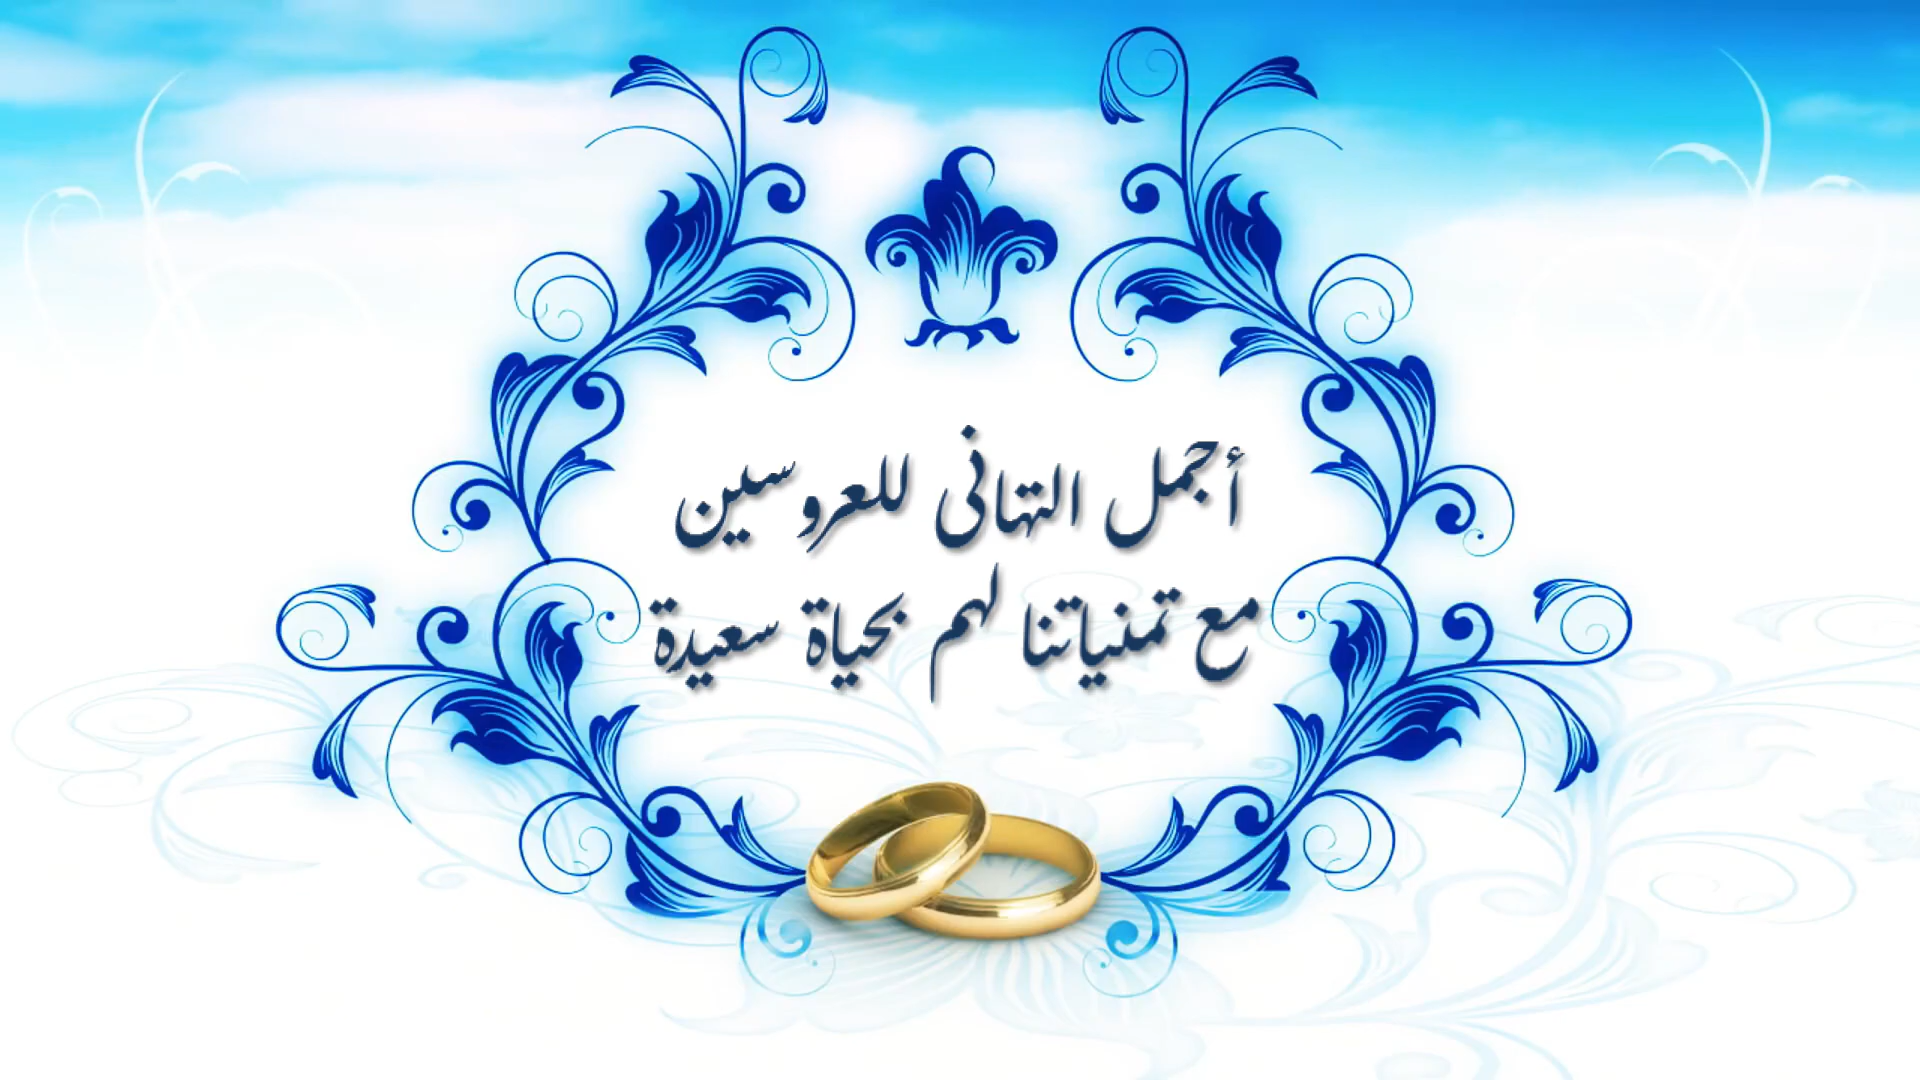 أجمل التهانى للعروسين
مع تمنياتنا لهم بحياة سعيدة